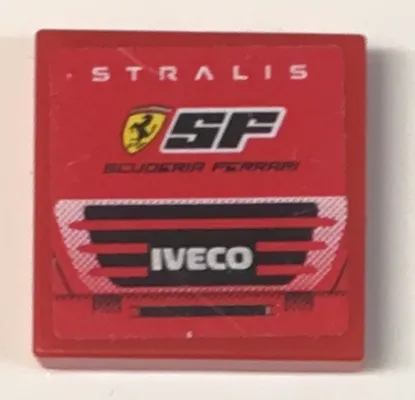 STRALIS
SF
SCUDERIA FERRARI
IVECO